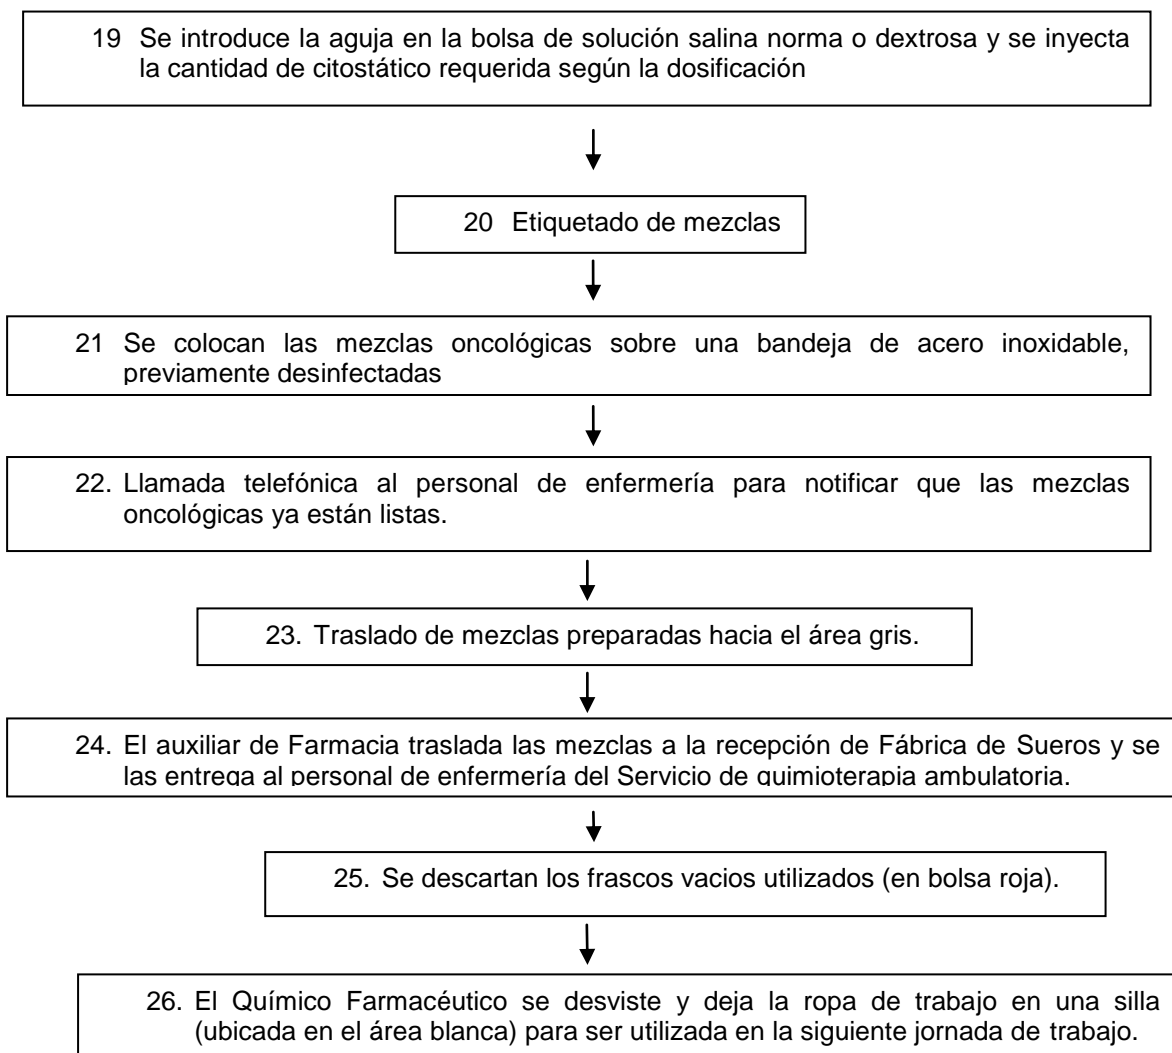 19 Se introduce la aguja en la bolsa de solución salina norma o dextrosa y se inyecta
la cantidad de citostático requerida según la dosificación
20 Etiquetado de mezclas
21 Se colocan las mezclas oncológicas sobre una bandeja de acero inoxidable,
previamente desinfectadas
22. Llamada telefónica al personal de enfermería para notificar que las mezclas
oncológicas ya están listas.
23. Traslado de mezclas preparadas hacia el área gris.
24. El auxiliar de Farmacia traslada las mezclas a la recepción de Fábrica de Sueros y se
las entrega al personal de enfermería del Servicio de quimioterapia ambulatoria.
25. Se descartan los frascos vacios utilizados (en bolsa roja).
26. El Químico Farmacéutico se desviste y deja la ropa de trabajo en una silla
(ubicada en el área blanca) para ser utilizada en la siguiente jornada de trabajo.